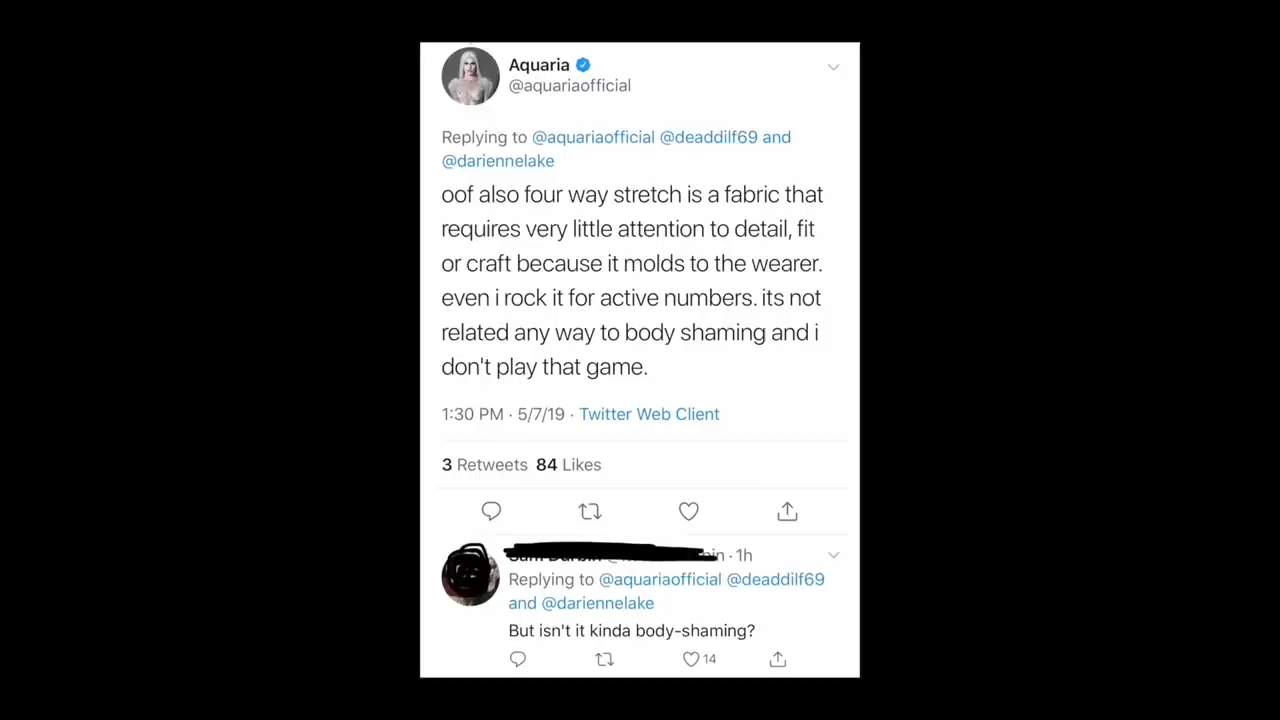 Aquaria
@aquariaofficial
Replying to @aquariaofficial @deaddilf69 and
@dariennelake
oof also four way stretch is a fabric that
requires very little attention to detail, fit
or craft because it molds to the wearer.
even i rock it for active numbers. its not
related any way to body shaming and i
don't play that game.
1:30 PM · 5/7/19 · Twitter Web Client
3 Retweets 84 Likes
· 1h
Replying to @aquariaofficial @deaddilf69
and @dariennelake
But isn't it kinda body-shaming?
14